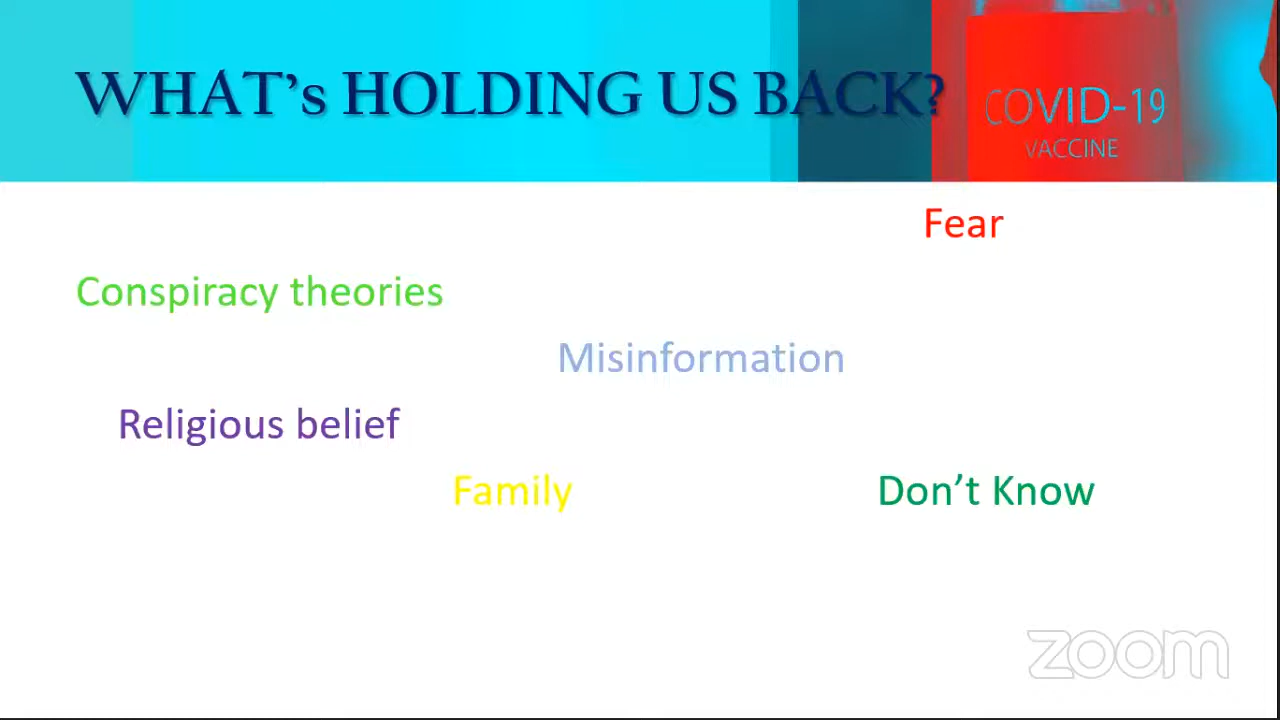 WHAT's HOLDING US BACK?
COVID-19
VACCINE
Fear
Conspiracy theories
Misinformation
Religious belief
Family
Don't Know
zoom